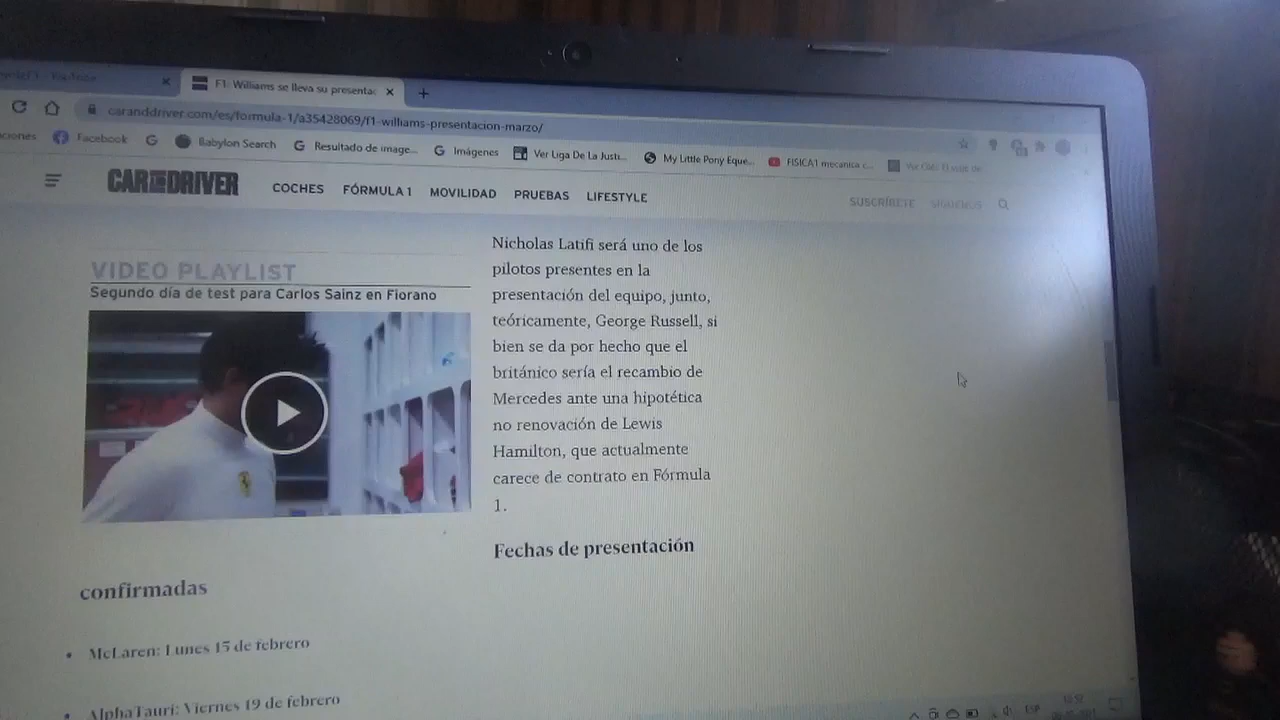 F1: Williams se lleva su presentac
caranddriver.com/es/formula-1/a35428069/f1-williams-presentacion-marzo/
ciones Facebook Babylon Search Resultado de image... Imágenes Ver Liga De La Justi... My Little Pony Eque... FISICA1 mecanica c...
CAR AND DRIVER COCHES FÓRMULA 1 MOVILIDAD PRUEBAS LIFESTYLE SUSCRÍBETE SÍGUENOS
VIDEO PLAYLIST
Segundo día de test para Carlos Sainz en Fiorano
Nicholas Latifi será uno de los
pilotos presentes en la
presentación del equipo, junto,
teóricamente, George Russell, si
bien se da por hecho que el
británico sería el recambio de
Mercedes ante una hipotética
no renovación de Lewis
Hamilton, que actualmente
carece de contrato en Fórmula
1.
Fechas de presentación
confirmadas
McLaren: Lunes 15 de febrero
AlphaTauri: Viernes 19 de febrero
ESP